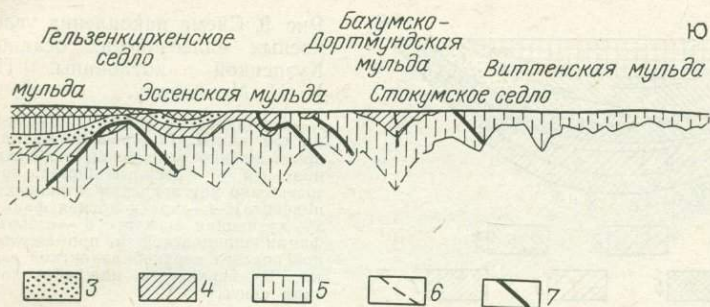 Бахумско-
Дортмундская
мульда
Ю
Гельзенкирхенское
седло
Виттенская мульда
мульда
Эссенская мульда
Стокумское седло
3 4 5 6 7